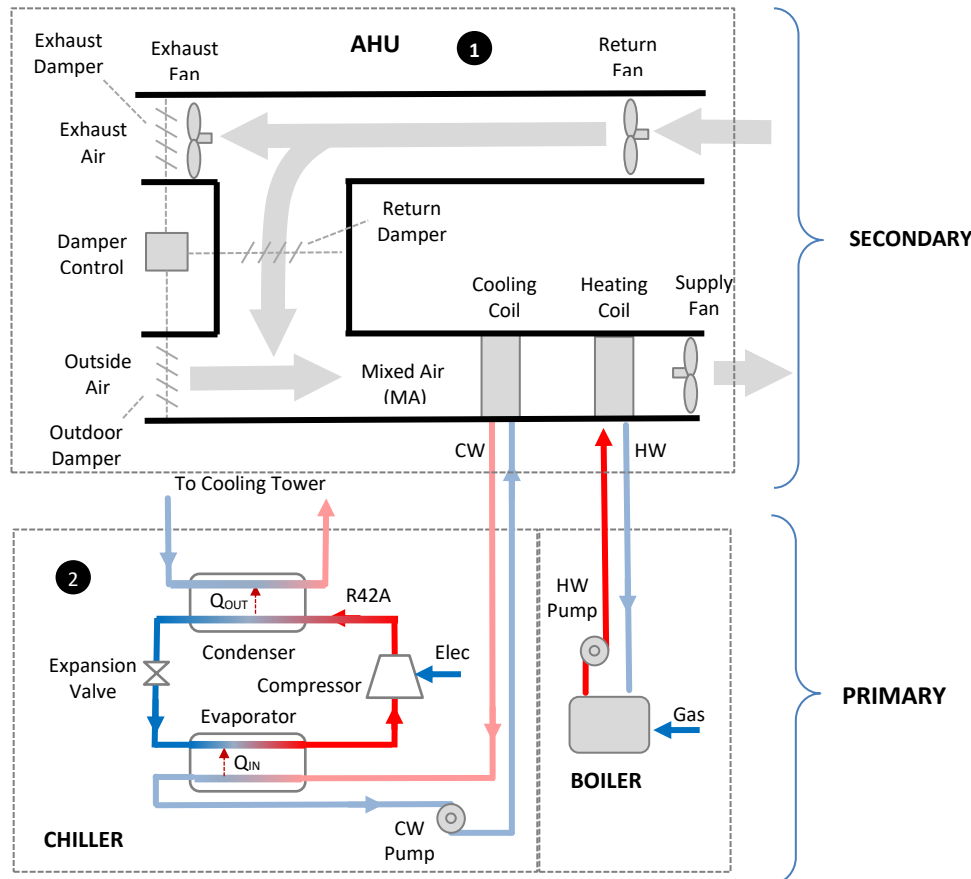 AHU
1
Exhaust
Damper
Exhaust
Fan
Return
Fan
Exhaust
Air
Damper
Control
Return
Damper
SECONDARY
Cooling
Coil
Heating
Coil
Supply
Fan
Outside
Air
Mixed Air
(MA)
Outdoor
Damper
CW
HW
To Cooling Tower
2
QOUT
R42A
HW
Pump
Condenser
Elec
Expansion
Valve
Compressor
PRIMARY
Evaporator
Gas
QIN
BOILER
CHILLER
CW
Pump